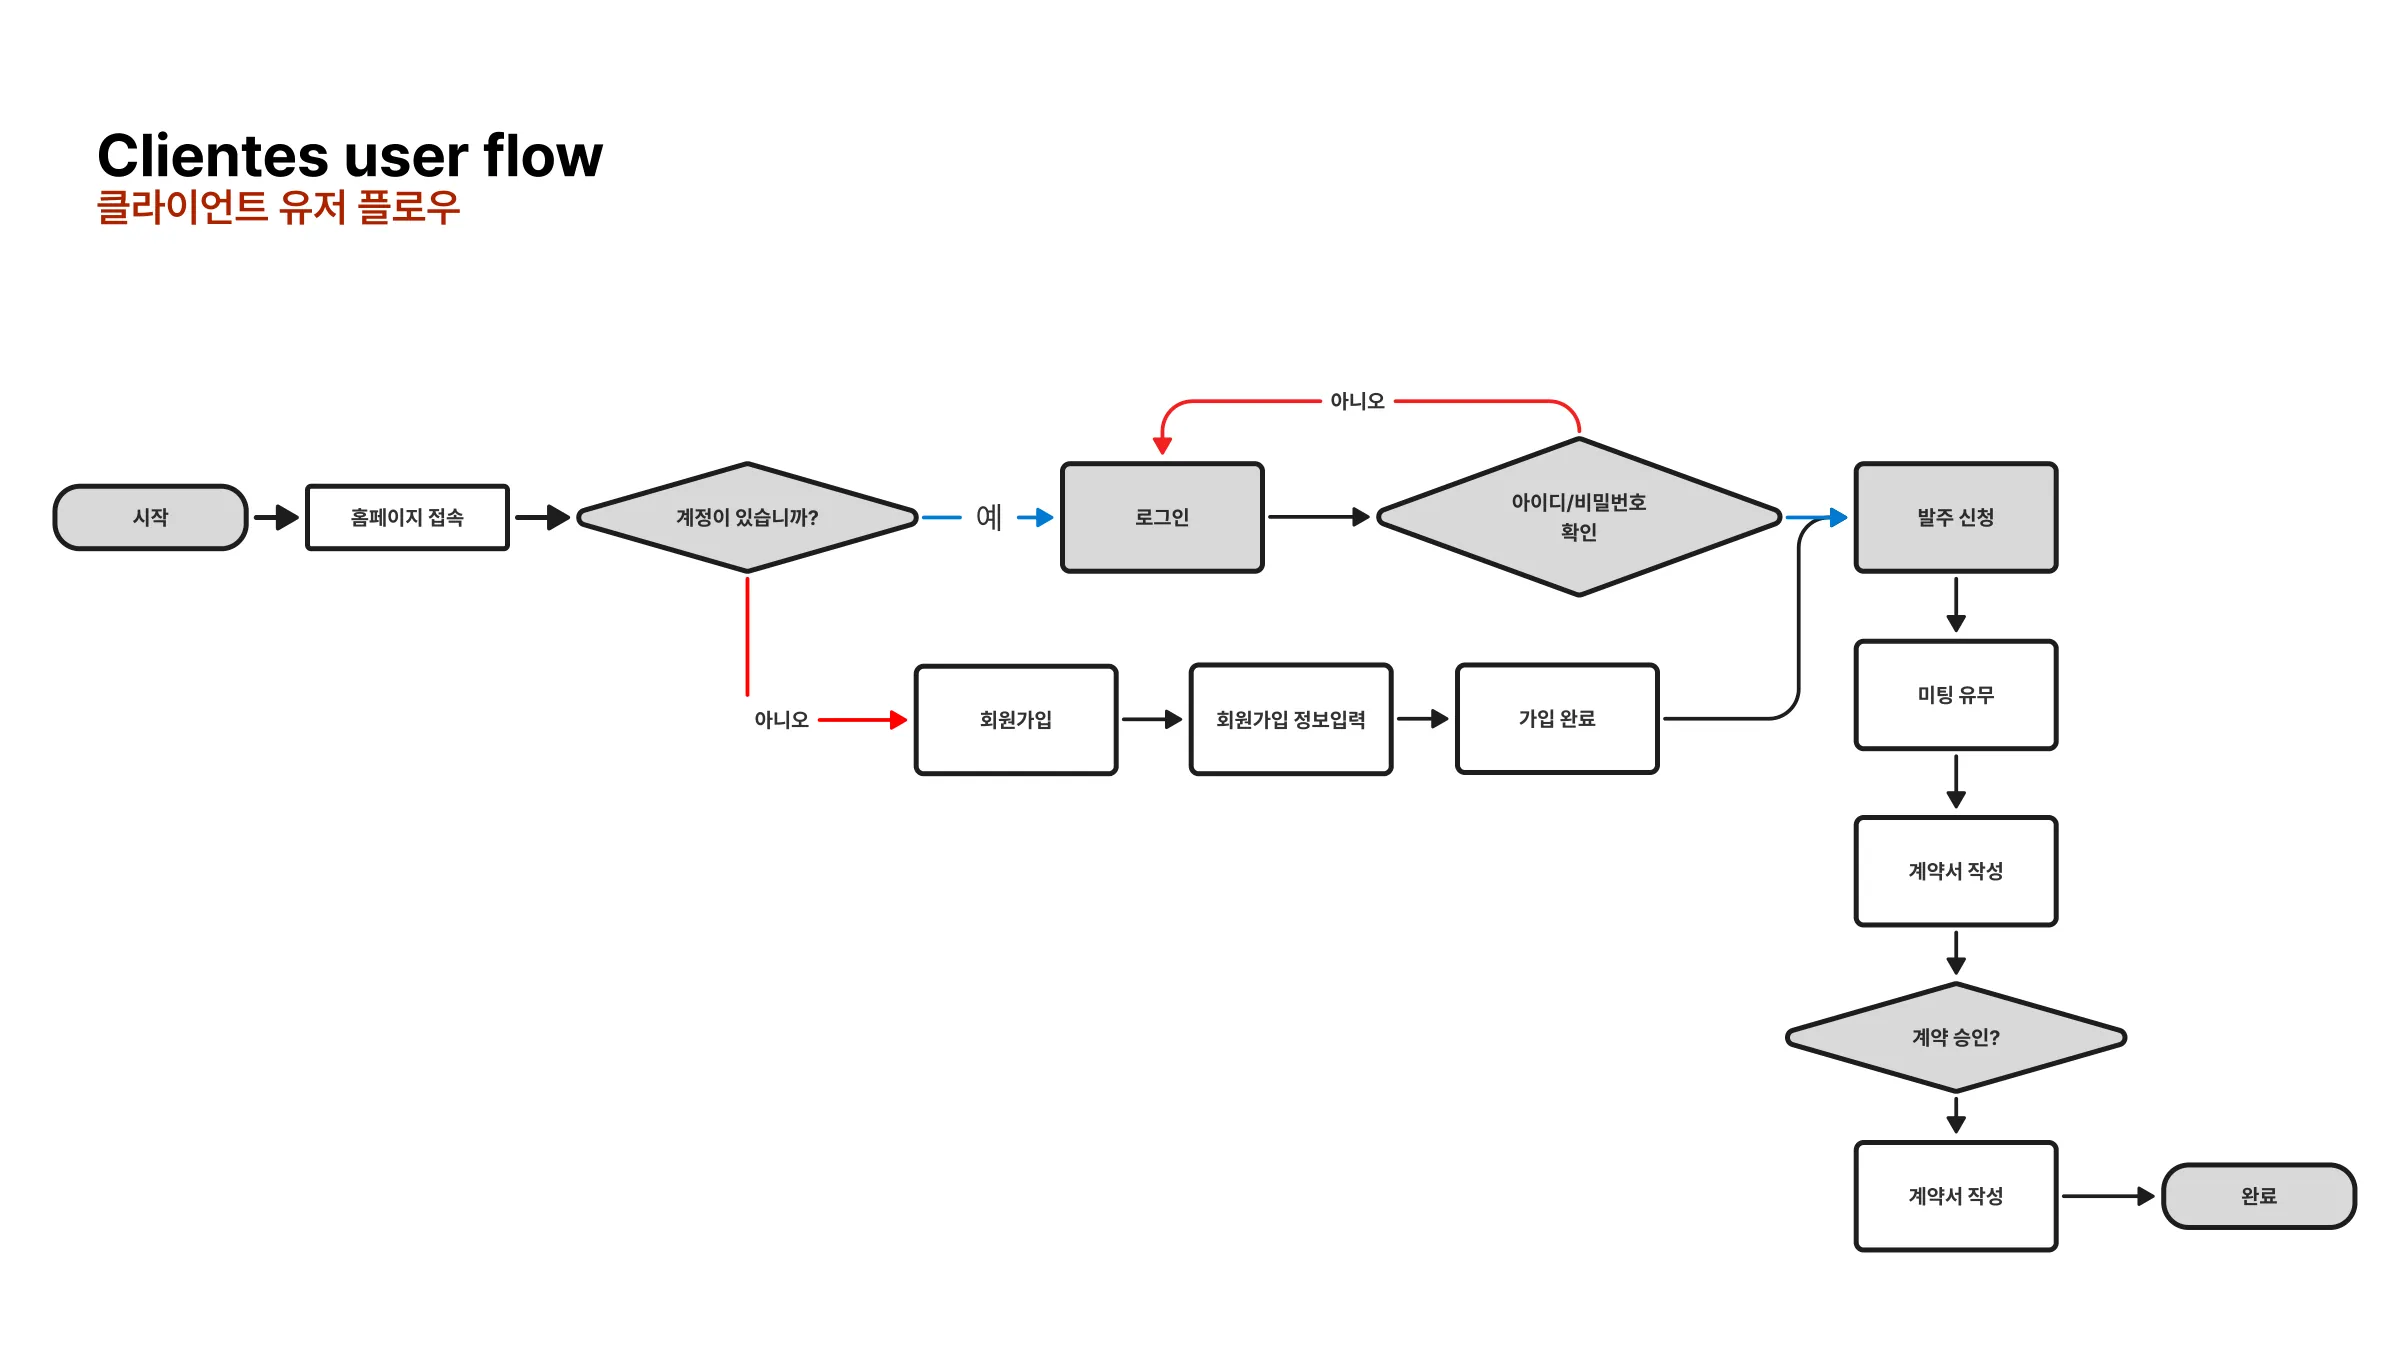 Clientes user flow
클라이언트 유저 플로우
아니오
시작
홈페이지 접속
계정이 있습니까?
예
로그인
아이디/비밀번호
확인
발주 신청
아니오
회원가입
회원가입 정보입력
가입 완료
미팅 유무
계약서 작성
계약 승인?
계약서 작성
완료